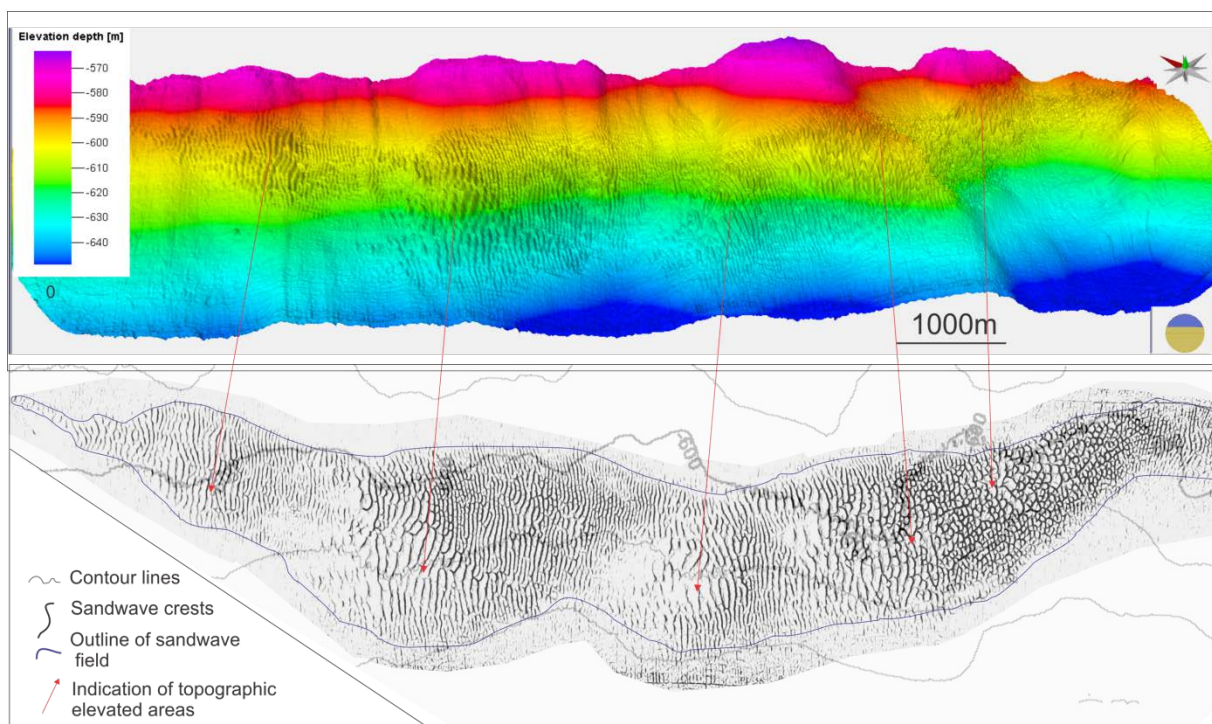 Elevation depth [m]
-570
-580
-590
-600
-610
-620
-630
-640
0
1000m
-600
Contour lines
Sandwave crests
Outline of sandwave
field
Indication of topographic
elevated areas